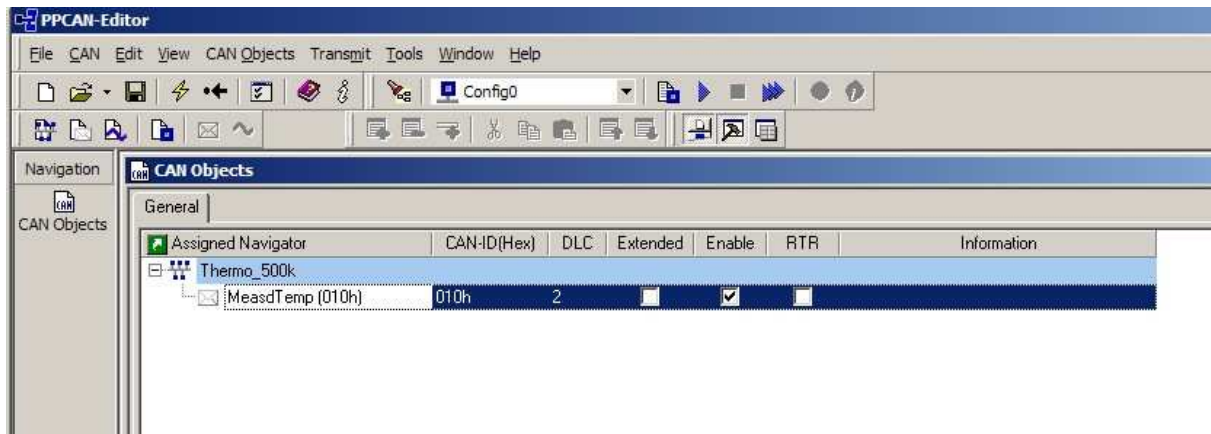 PPCAN-Editor
File CAN Edit View CAN Objects Transmit Tools Window Help
Config0
Navigation
CAN Objects
CAN Objects
General
Assigned Navigator CAN-ID(Hex) DLC Extended Enable RTR Information
Thermo_500k
MeasdTemp (010h) 010h 2